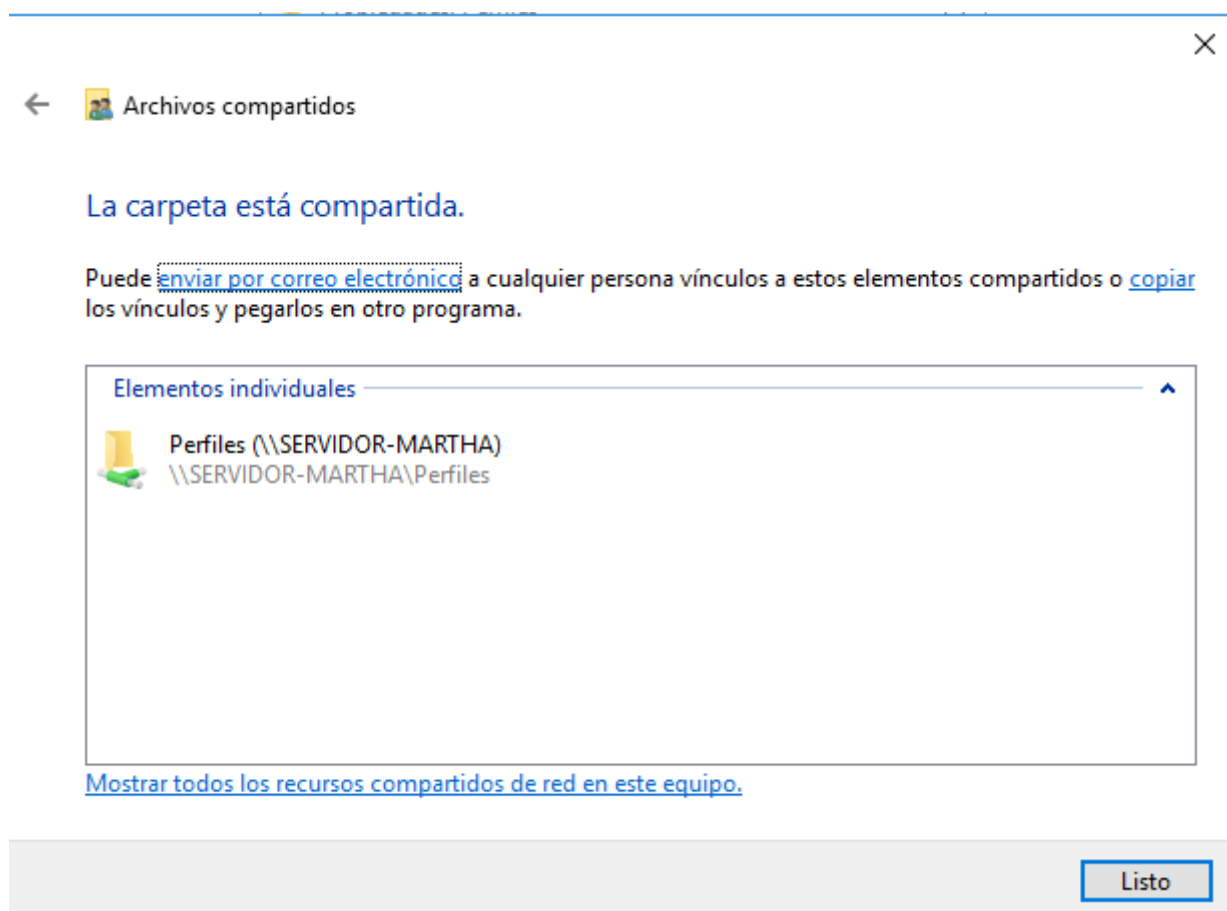 Archivos compartidos
La carpeta está compartida.
Puede enviar por correo electrónico a cualquier persona vínculos a estos elementos compartidos o copiar
los vínculos y pegarlos en otro programa.
Elementos individuales
Perfiles (\\SERVIDOR-MARTHA)
\\SERVIDOR-MARTHA\Perfiles
Mostrar todos los recursos compartidos de red en este equipo.
Listo